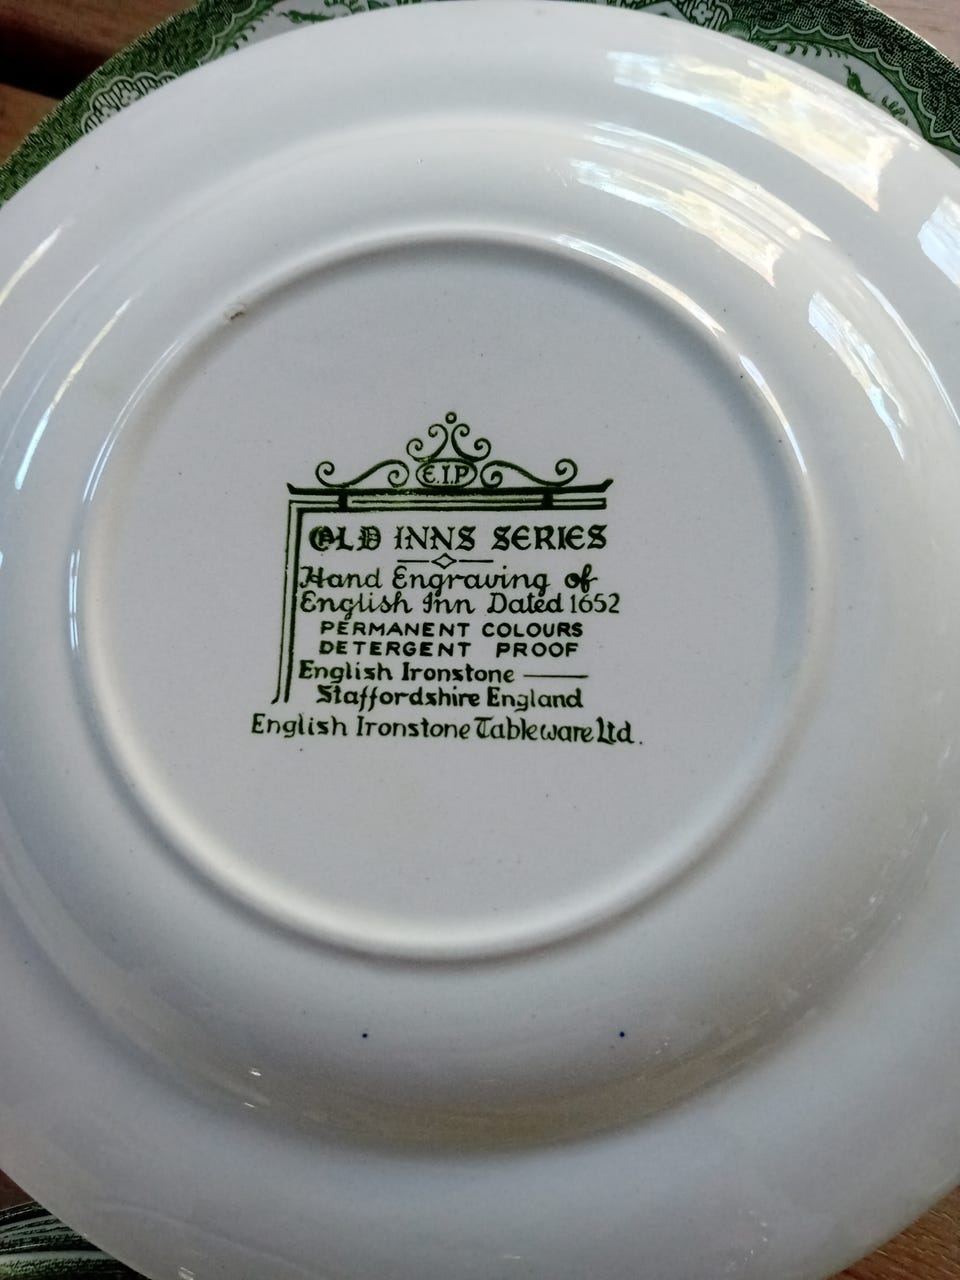 E.I.P
OLD INNS SERIES
Hand Engraving of
English Inn Dated 1652
PERMANENT COLOURS
DETERGENT PROOF
English Ironstone
Staffordshire England
English Ironstone Tableware Ltd.